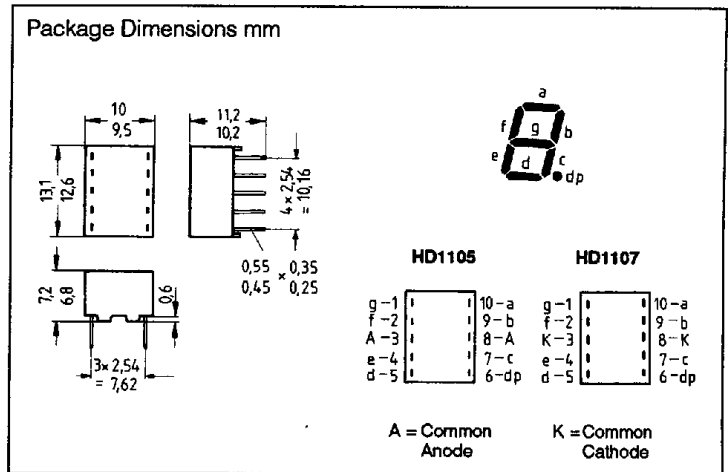 Package Dimensions mm
10
9,5
11,2
10,2
13,1
12,6
4 x 2,54
= 10,16
0,55 x 0,35
0,45 0,25
7,2
6,8
0,6
3x 2,54
= 7,62
a
f g b
e d c
dp
HD1105
g-1 10-a
f-2 9-b
A-3 8-A
e-4 7-c
d-5 6-dp
A = Common
Anode
HD1107
g-1 10-a
f-2 9-b
K-3 8-K
e-4 7-c
d-5 6-dp
K = Common
Cathode